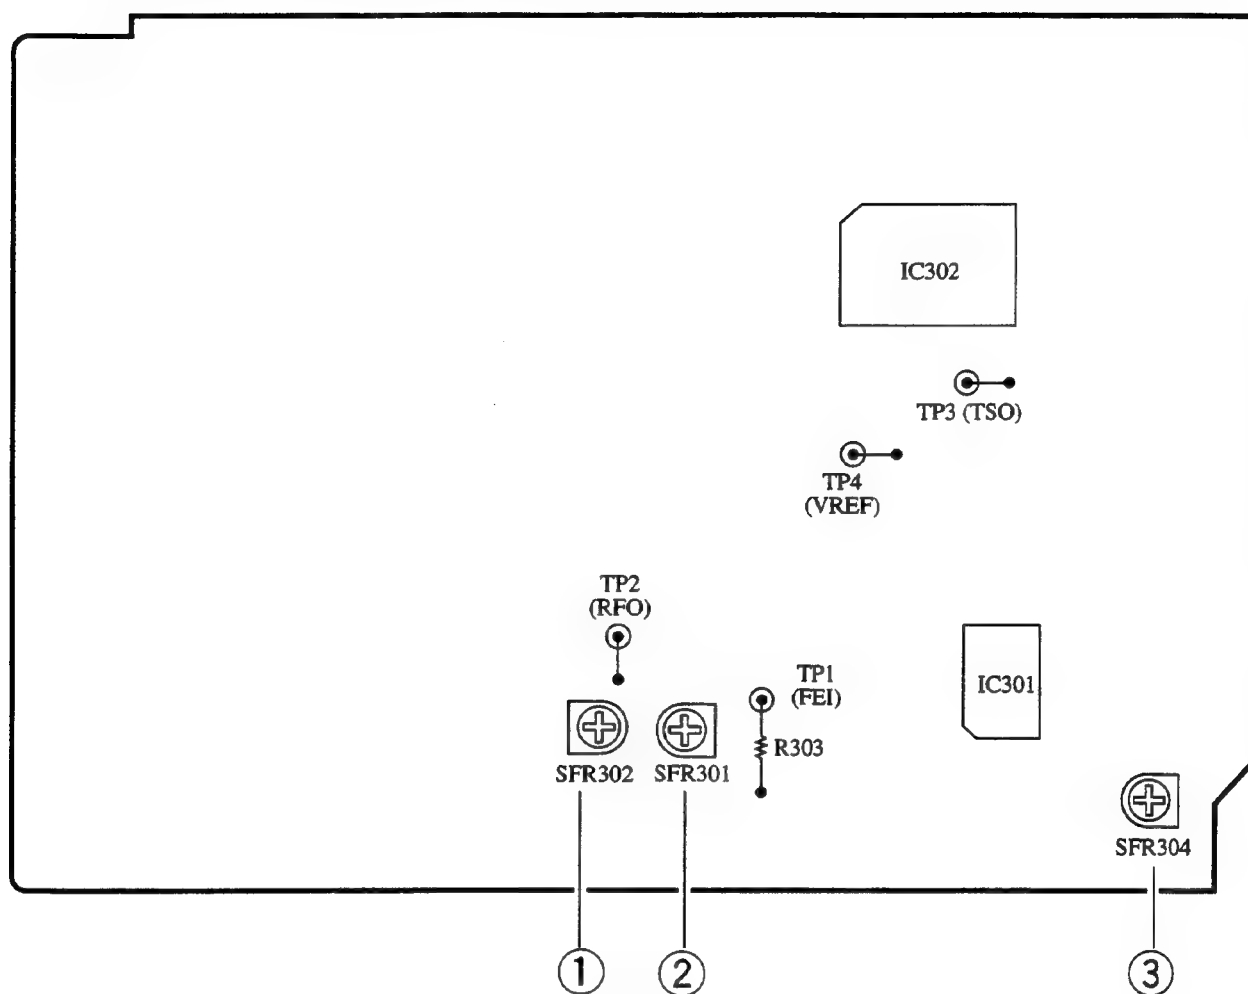 IC302
TP3 (TSO)
TP4
(VREF)
TP2
(RFO)
TP1
(FEI)
IC301
R303
SFR302
SFR301
SFR304
1
2
3